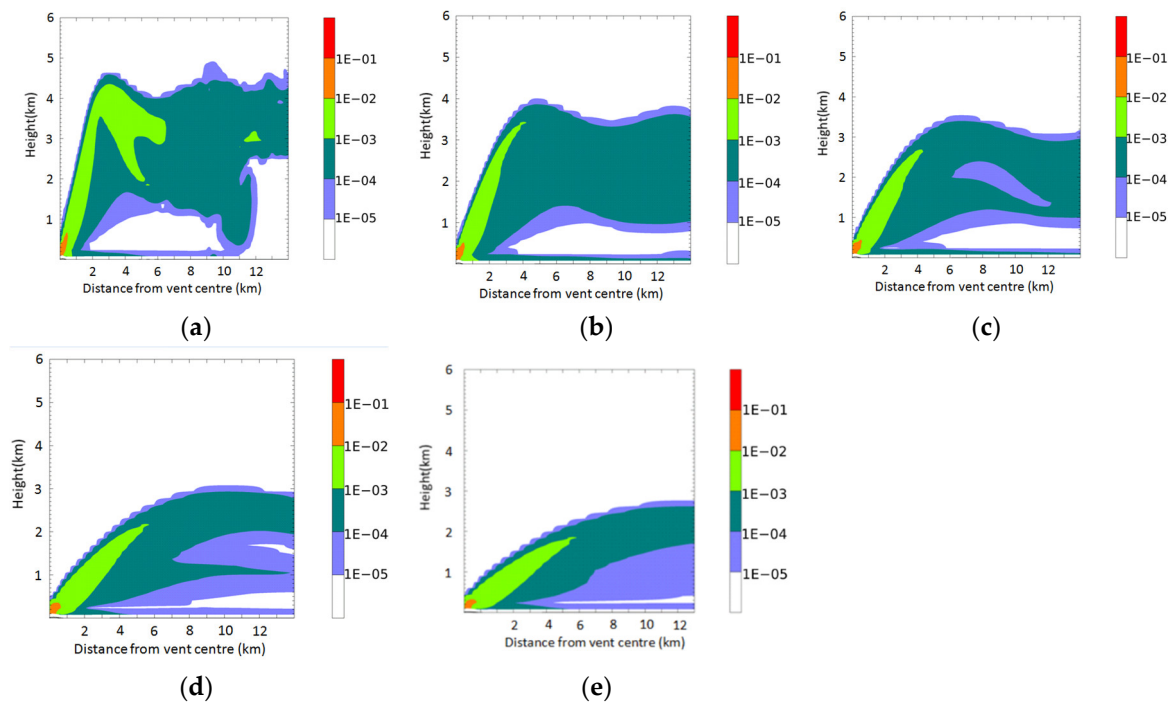 6
5
4
3
2
1
Height(km)
2 4 6 8 10 12
Distance from vent centre (km)
1E−01
1E−02
1E−03
1E−04
1E−05
(a)
6
5
4
3
2
1
Height(km)
2 4 6 8 10 12
Distance from vent centre (km)
1E−01
1E−02
1E−03
1E−04
1E−05
(b)
6
5
4
3
2
1
Height(km)
2 4 6 8 10 12
Distance from vent centre (km)
1E−01
1E−02
1E−03
1E−04
1E−05
(c)
6
5
4
3
2
1
Height(km)
2 4 6 8 10 12
Distance from vent centre (km)
1E−01
1E−02
1E−03
1E−04
1E−05
(d)
6
5
4
3
2
1
Height(km)
2 4 6 8 10 12
Distance from vent centre (km)
1E−01
1E−02
1E−03
1E−04
1E−05
(e)